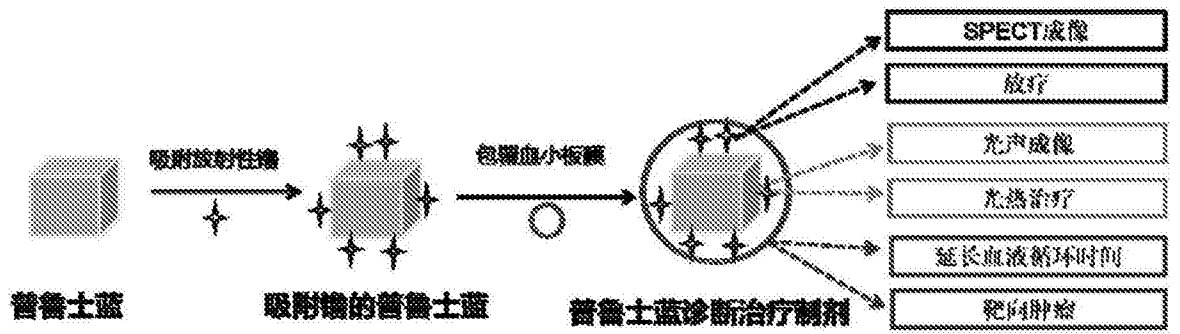 SPECT成像
放疗
光声成像
光热治疗
延长血液循环时间
靶向肿瘤
吸附放射性镥
包裹血小板膜
普鲁士蓝
吸附镥的普鲁士蓝
普鲁士蓝诊断治疗制剂